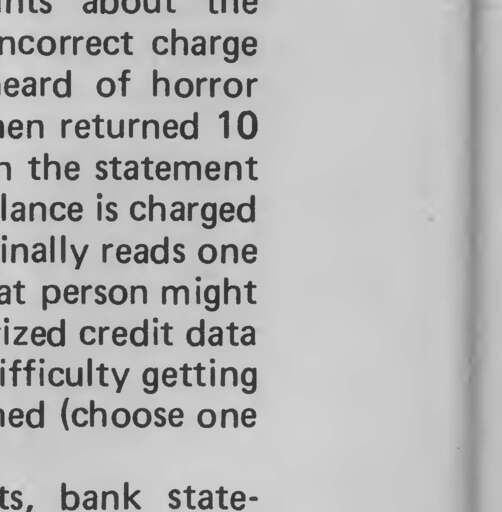 nts about the
ncorrect charge
eard of horror
hen returned 10
n the statement
lance is charged
inally reads one
at person might
rized credit data
ifficulty getting
ned (choose one
ts, bank state-